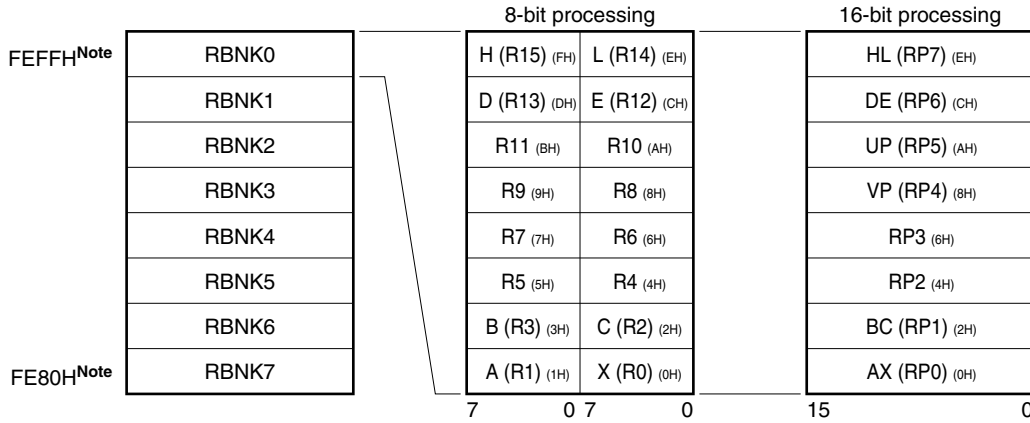 8-bit processing 16-bit processing
FEFFHNote RBNK0 H (R15) (FH) L (R14) (EH) HL (RP7) (EH)
RBNK1 D (R13) (DH) E (R12) (CH) DE (RP6) (CH)
RBNK2 R11 (BH) R10 (AH) UP (RP5) (AH)
RBNK3 R9 (9H) R8 (8H) VP (RP4) (8H)
RBNK4 R7 (7H) R6 (6H) RP3 (6H)
RBNK5 R5 (5H) R4 (4H) RP2 (4H)
RBNK6 B (R3) (3H) C (R2) (2H) BC (RP1) (2H)
FE80HNote RBNK7 A (R1) (1H) X (R0) (0H) AX (RP0) (0H)
7 0 7 0 15 0